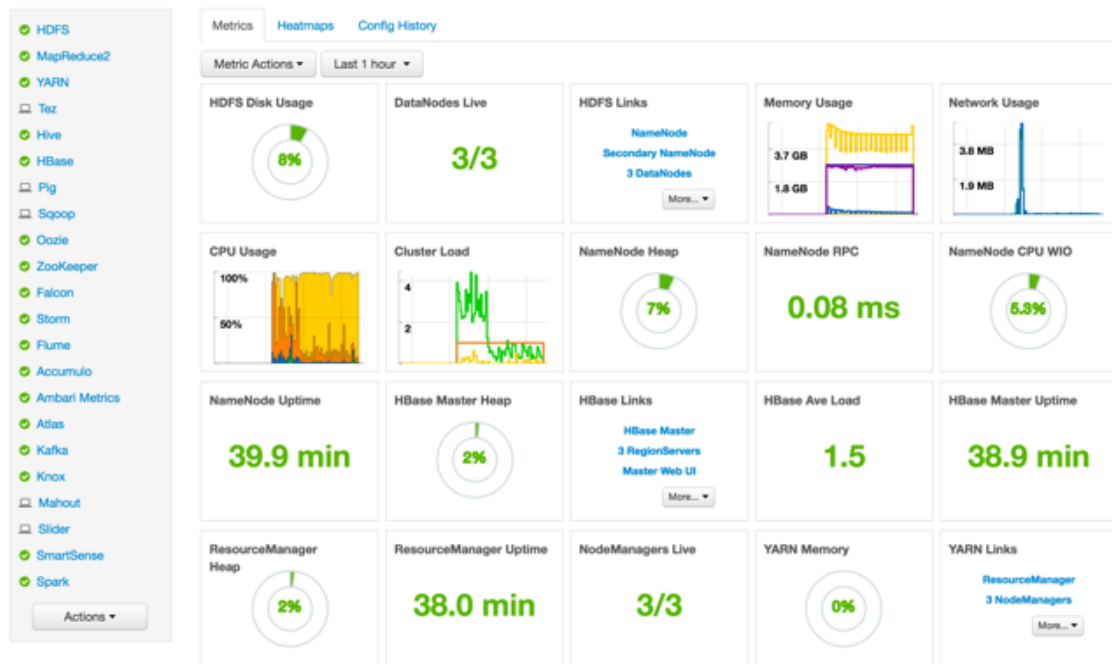 HDFS
MapReduce2
YARN
Tez
Hive
HBase
Pig
Sqoop
Oozie
ZooKeeper
Falcon
Storm
Flume
Accumulo
Ambari Metrics
Atlas
Kafka
Knox
Mahout
Slider
SmartSense
Spark
Actions
Metrics Heatmaps Config History
Metric Actions Last 1 hour
HDFS Disk Usage
8%
DataNodes Live
3/3
HDFS Links
NameNode
Secondary NameNode
3 DataNodes
More...
Memory Usage
3.7 GB
1.8 GB
Network Usage
3.8 MB
1.9 MB
CPU Usage
100%
50%
Cluster Load
4
2
NameNode Heap
7%
NameNode RPC
0.08 ms
NameNode CPU WIO
5.3%
NameNode Uptime
39.9 min
HBase Master Heap
2%
HBase Links
HBase Master
3 RegionServers
Master Web UI
More...
HBase Ave Load
1.5
HBase Master Uptime
38.9 min
ResourceManager
Heap
2%
ResourceManager Uptime
38.0 min
NodeManagers Live
3/3
YARN Memory
0%
YARN Links
ResourceManager
3 NodeManagers
More...